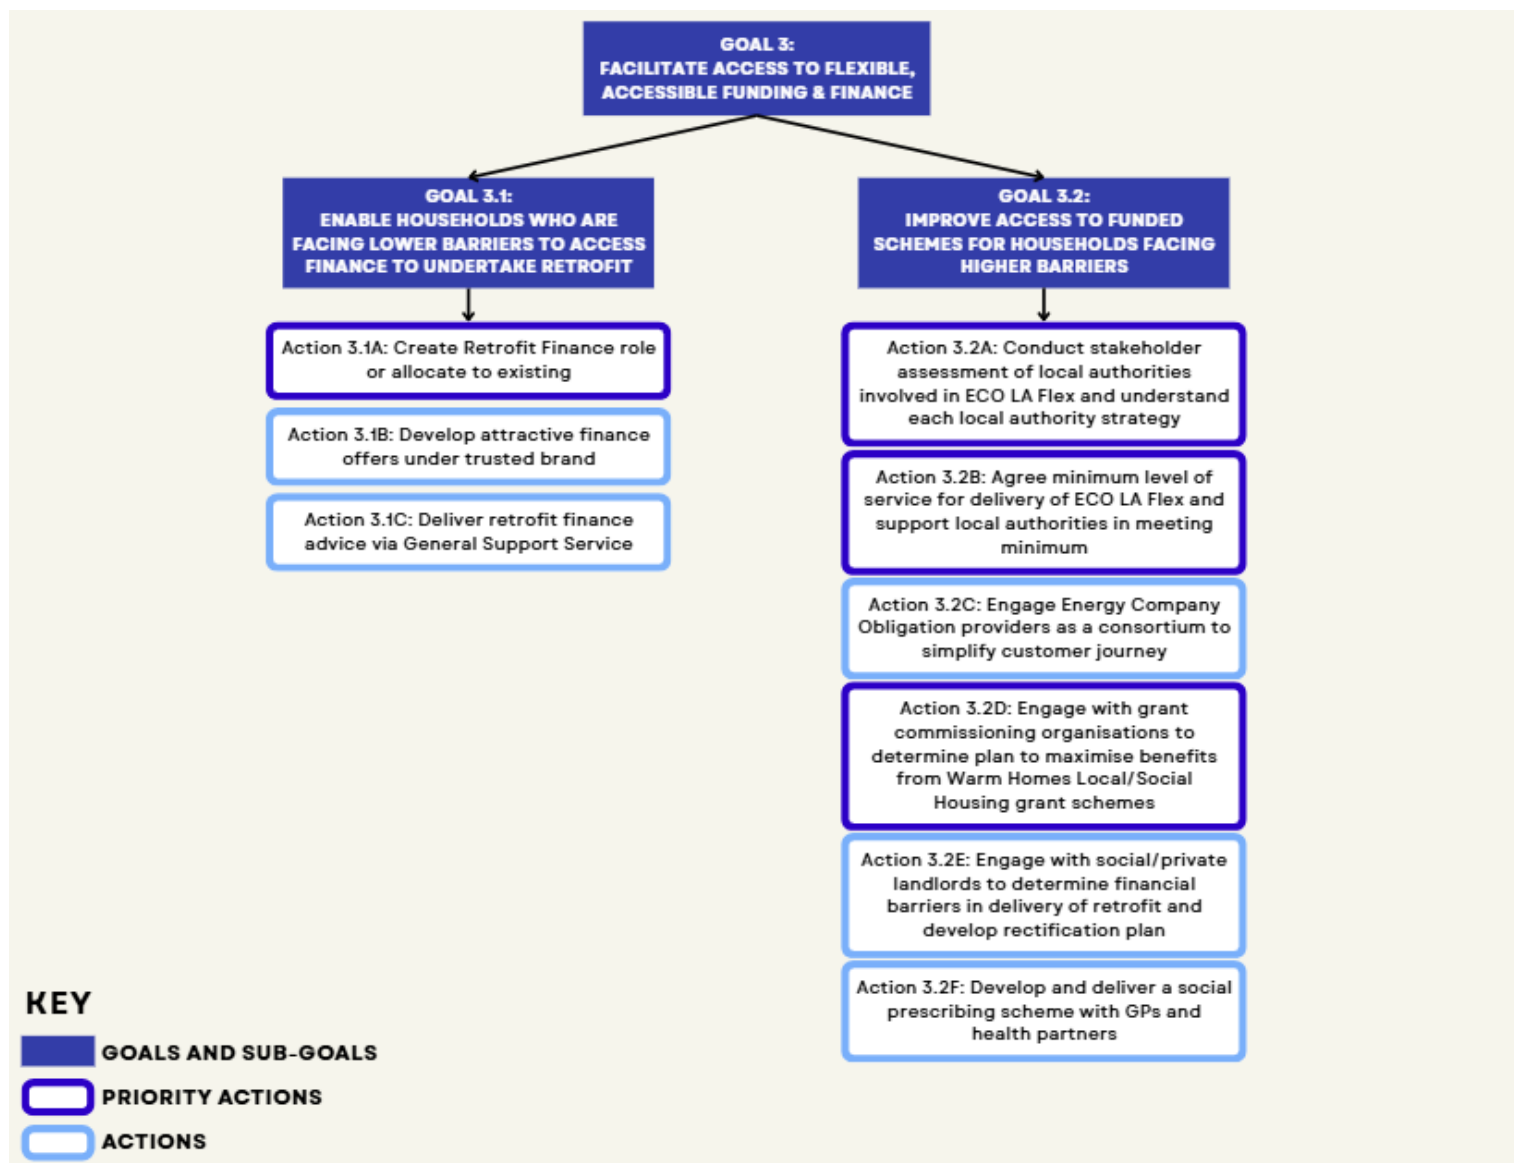 GOAL 3:
FACILITATE ACCESS TO FLEXIBLE,
ACCESSIBLE FUNDING & FINANCE
GOAL 3.1:
ENABLE HOUSEHOLDS WHO ARE
FACING LOWER BARRIERS TO ACCESS
FINANCE TO UNDERTAKE RETROFIT
Action 3.1A: Create Retrofit Finance role
or allocate to existing
Action 3.1B: Develop attractive finance
offers under trusted brand
Action 3.1C: Deliver retrofit finance
advice via General Support Service
GOAL 3.2:
IMPROVE ACCESS TO FUNDED
SCHEMES FOR HOUSEHOLDS FACING
HIGHER BARRIERS
Action 3.2A: Conduct stakeholder
assessment of local authorities
involved in ECO LA Flex and understand
each local authority strategy
Action 3.2B: Agree minimum level of
service for delivery of ECO LA Flex and
support local authorities in meeting
minimum
Action 3.2C: Engage Energy Company
Obligation providers as a consortium to
simplify customer journey
Action 3.2D: Engage with grant
commissioning organisations to
determine plan to maximise benefits
from Warm Homes Local/Social
Housing grant schemes
Action 3.2E: Engage with social/private
landlords to determine financial
barriers in delivery of retrofit and
develop rectification plan
Action 3.2F: Develop and deliver a social
prescribing scheme with GPs and
health partners
KEY
GOALS AND SUB-GOALS
PRIORITY ACTIONS
ACTIONS